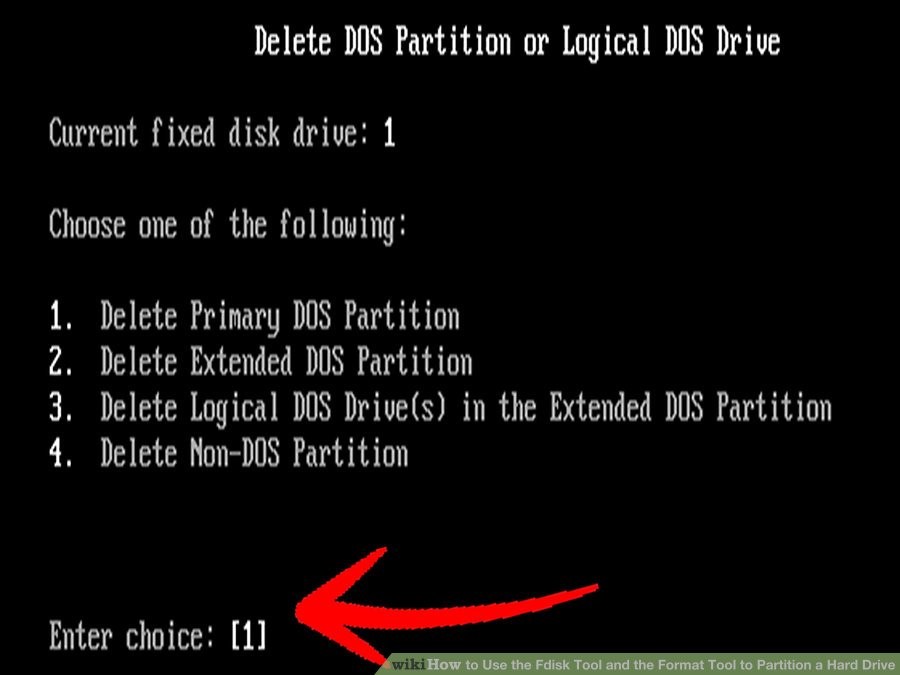 Delete DOS Partition or Logical DOS Drive
Current fixed disk drive: 1
Choose one of the following:
1. Delete Primary DOS Partition
2. Delete Extended DOS Partition
3. Delete Logical DOS Drive(s) in the Extended DOS Partition
4. Delete Non-DOS Partition
Enter choice: [1]
wikiHow to Use the Fdisk Tool and the Format Tool to Partition a Hard Drive